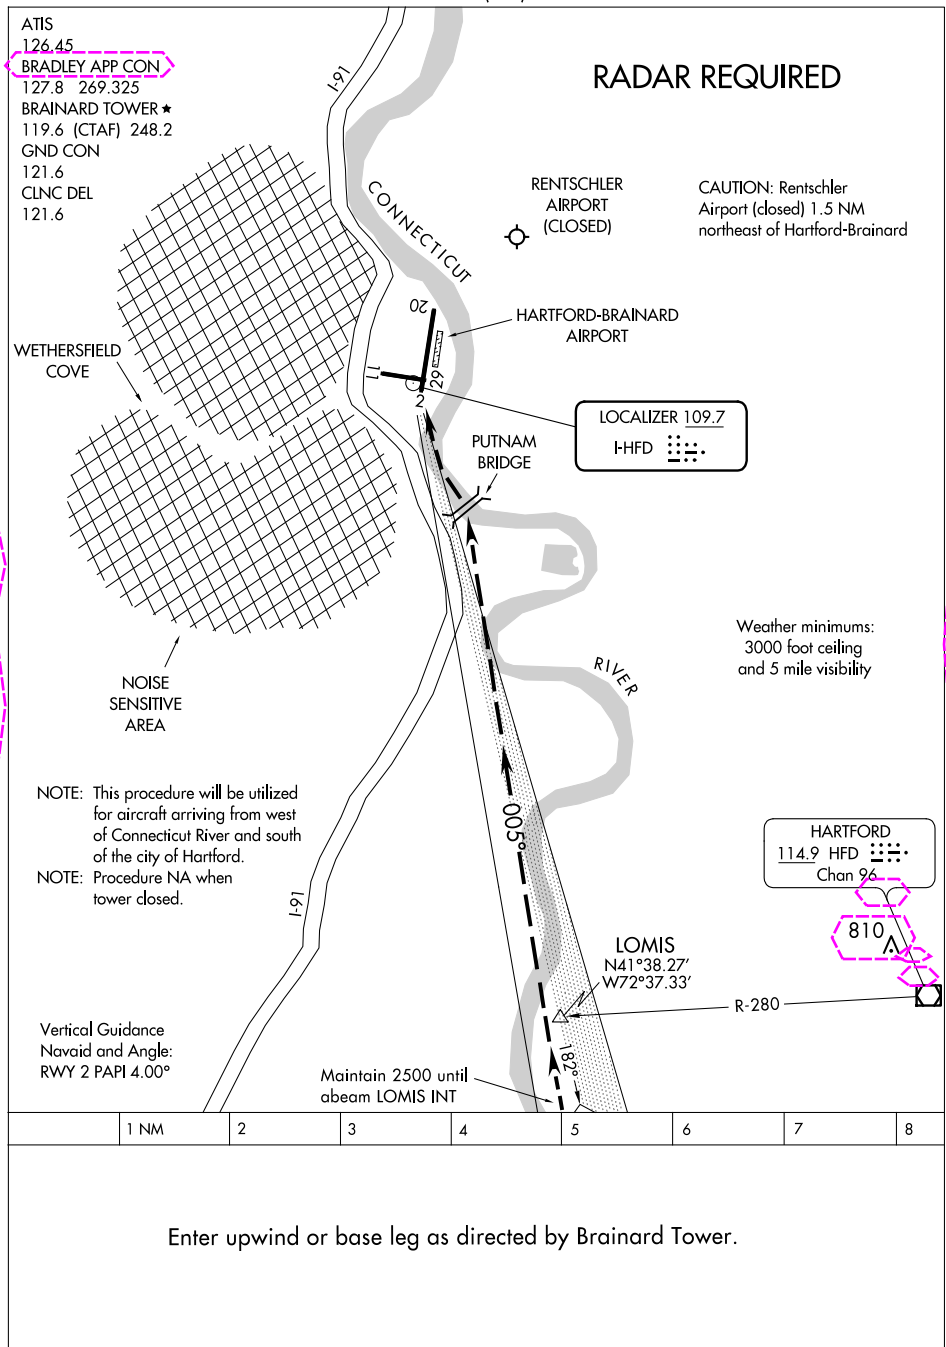 ATIS
126.45
BRADLEY APP CON
127.8 269.325
BRAINARD TOWER ★
119.6 (CTAF) 248.2
GND CON
121.6
CLNC DEL
121.6
RADAR REQUIRED
I-91
CONNECTICUT
RENTSCHLER
AIRPORT
(CLOSED)
CAUTION: Rentschler
Airport (closed) 1.5 NM
northeast of Hartford-Brainard
20
HARTFORD-BRAINARD
AIRPORT
WETHERSFIELD
COVE
11
29
2
LOCALIZER 109.7
I-HFD
PUTNAM
BRIDGE
Weather minimums:
3000 foot ceiling
and 5 mile visibility
RIVER
NOISE
SENSITIVE
AREA
NOTE: This procedure will be utilized
for aircraft arriving from west
of Connecticut River and south
of the city of Hartford.
NOTE: Procedure NA when
tower closed.
005°
I-91
HARTFORD
114.9 HFD
Chan 96
810
LOMIS
N41°38.27'
W72°37.33'
R-280
182°
Vertical Guidance
Navaid and Angle:
RWY 2 PAPI 4.00°
Maintain 2500 until
abeam LOMIS INT
1 NM 2 3 4 5 6 7 8
Enter upwind or base leg as directed by Brainard Tower.